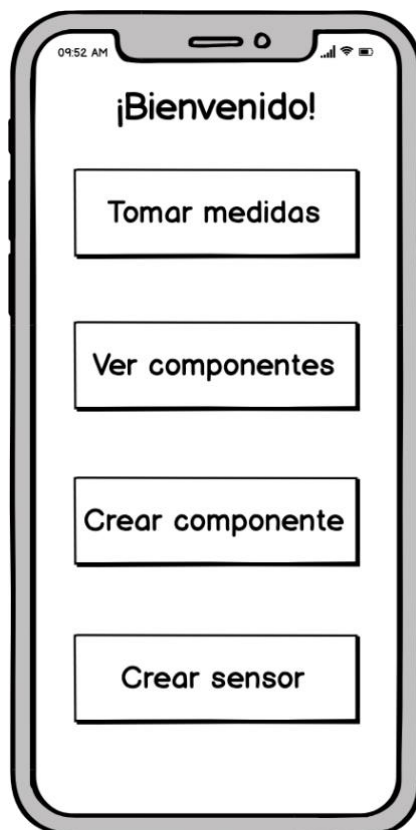 09:52 AM
¡Bienvenido!
Tomar medidas
Ver componentes
Crear componente
Crear sensor